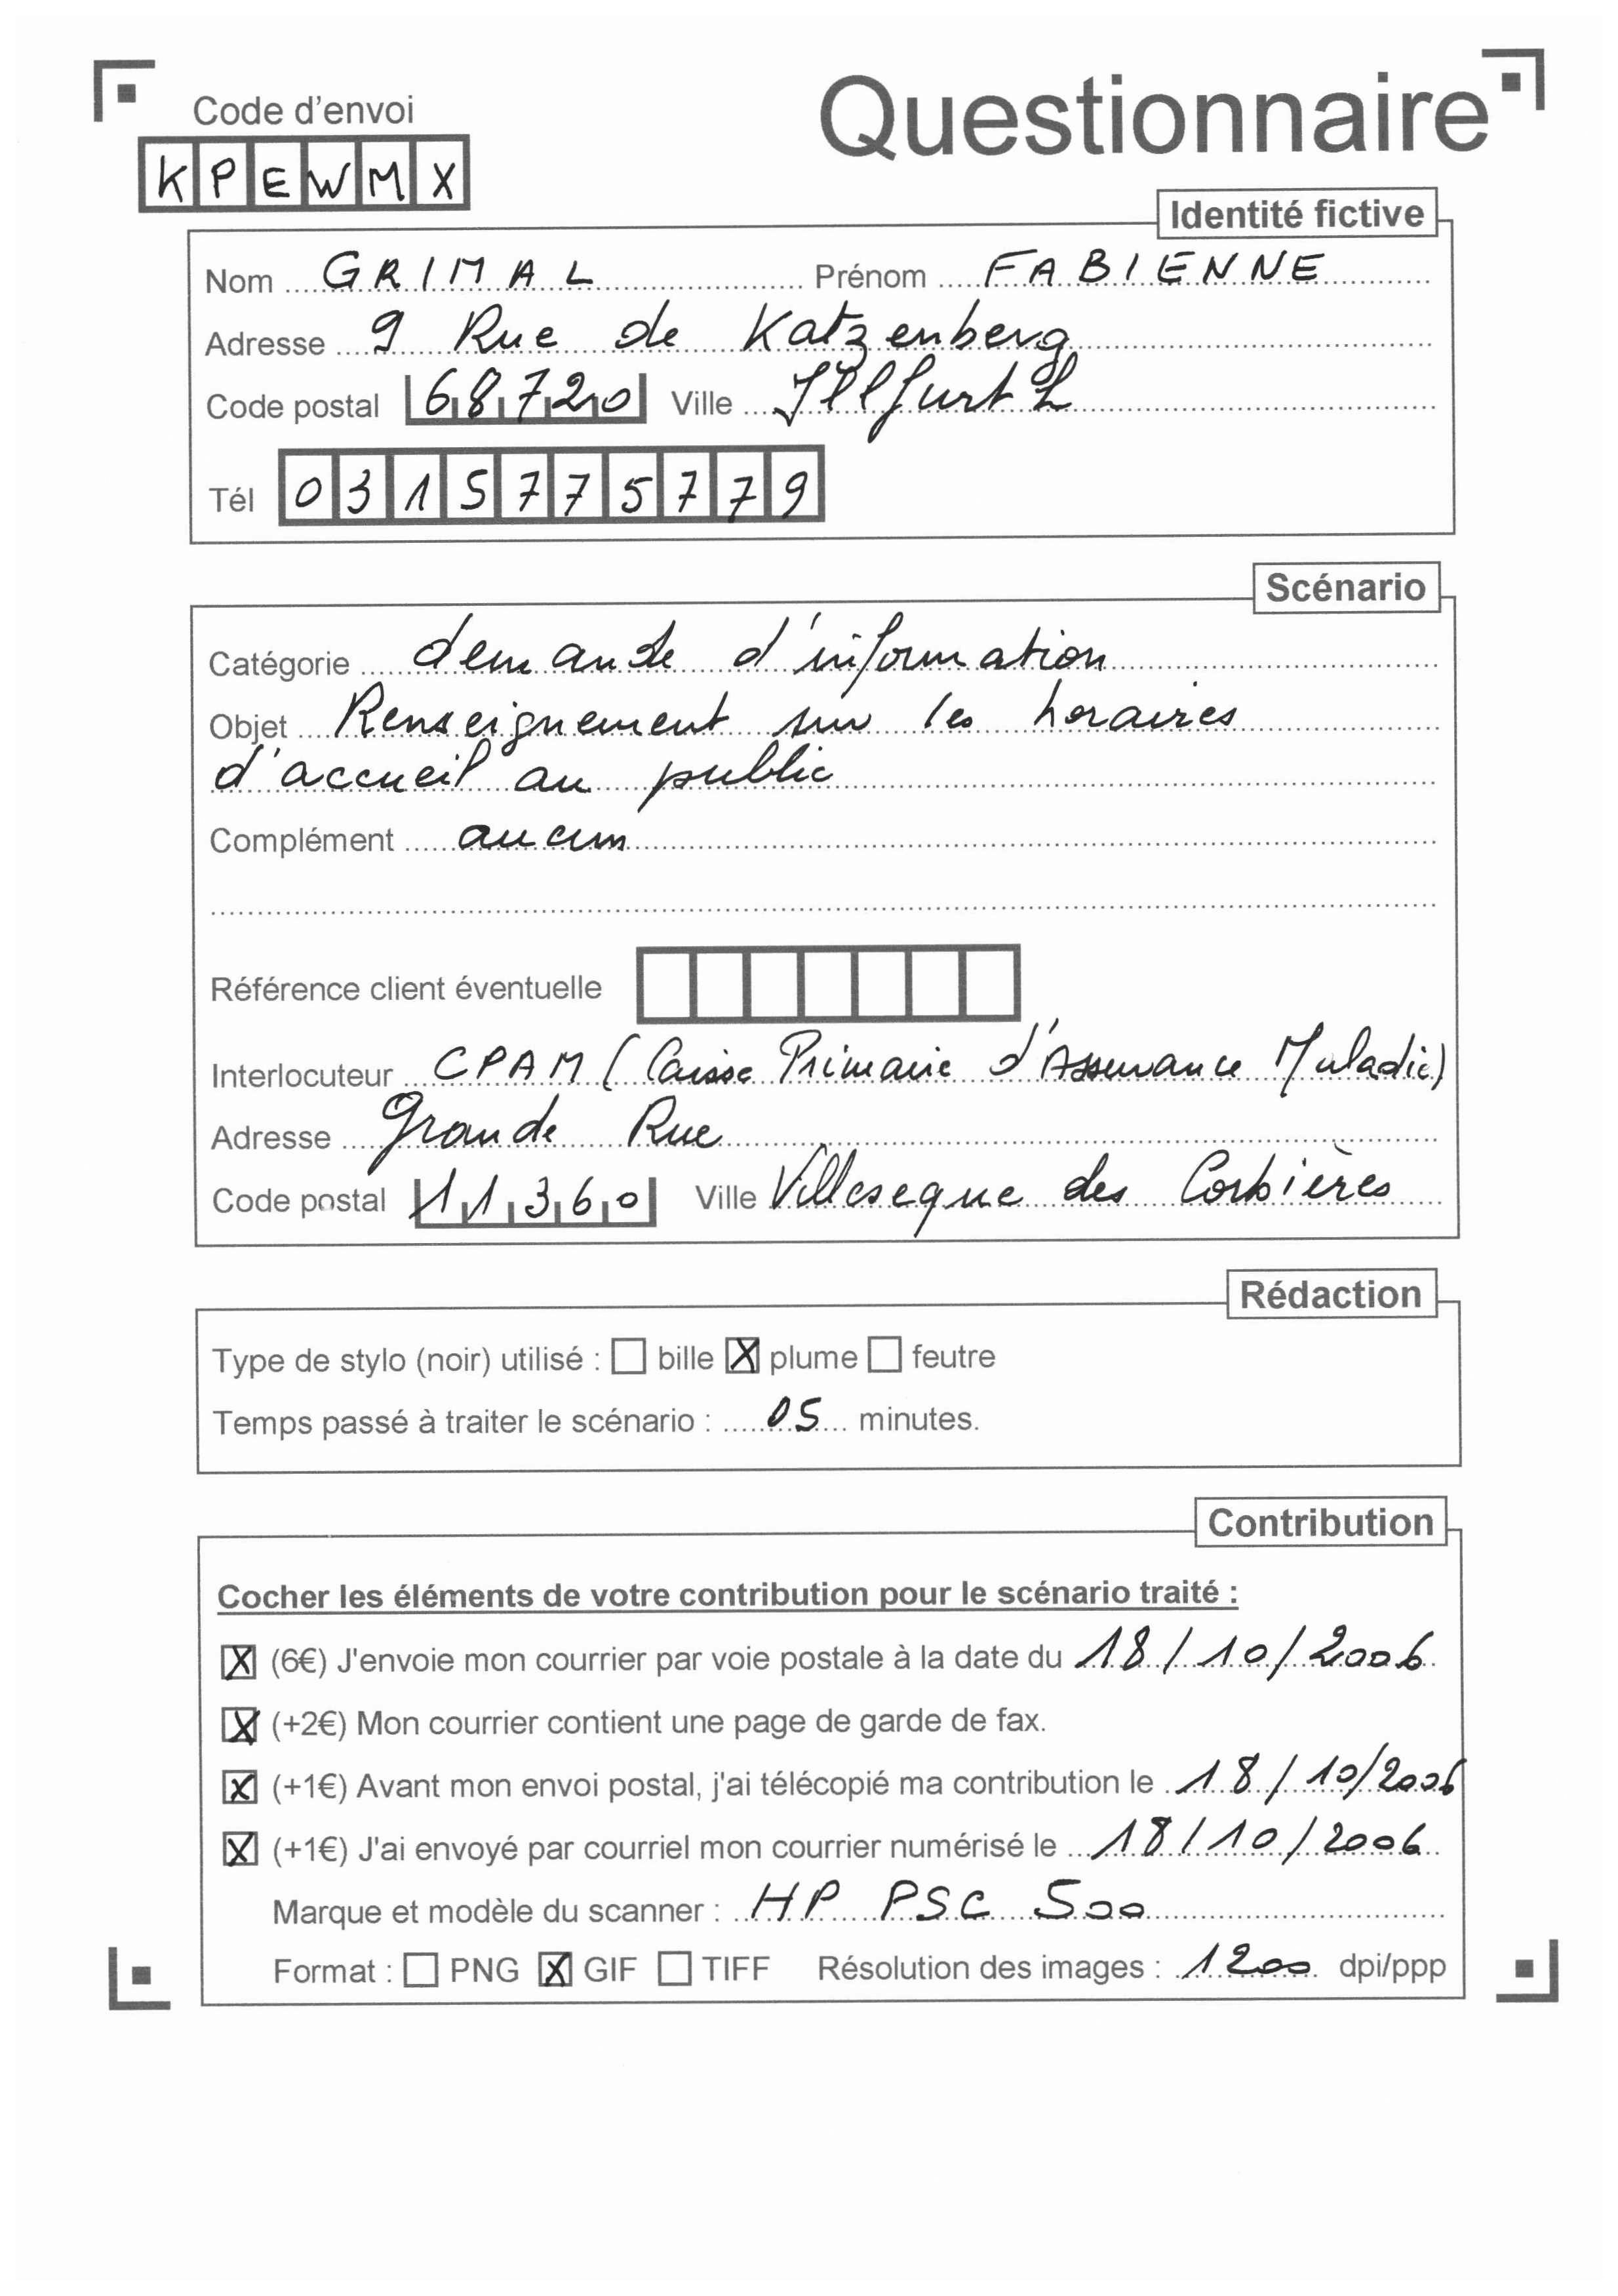 Code d'envoi
Questionnaire
KPEWMX
Identité fictive
Nom GRIMAL Prénom FABIENNE
Adresse 9 Rue de Katzenberg
Code postal 68720 Ville Illfurth
Tél 0315775779
Scénario
Catégorie demande d'information
Objet Renseignement sur les horaires
d'accueil au public
Complément aucun
Référence client éventuelle
Interlocuteur CPAM (Caisse Primaire d'Assurance Maladie)
Adresse Grande Rue
Code postal 11360 Ville Villeseque des Corbières
Rédaction
Type de stylo (noir) utilisé : ☐ bille ☒ plume ☐ feutre
Temps passé à traiter le scénario : 05 minutes.
Contribution
Cocher les éléments de votre contribution pour le scénario traité :
☒ (6€) J'envoie mon courrier par voie postale à la date du 18/10/2006
☒ (+2€) Mon courrier contient une page de garde de fax.
☒ (+1€) Avant mon envoi postal, j'ai télécopié ma contribution le 18/10/2006
☒ (+1€) J'ai envoyé par courriel mon courrier numérisé le 18/10/2006
Marque et modèle du scanner : HP PSC 500
Format : ☐ PNG ☒ GIF ☐ TIFF Résolution des images : 1200 dpi/ppp